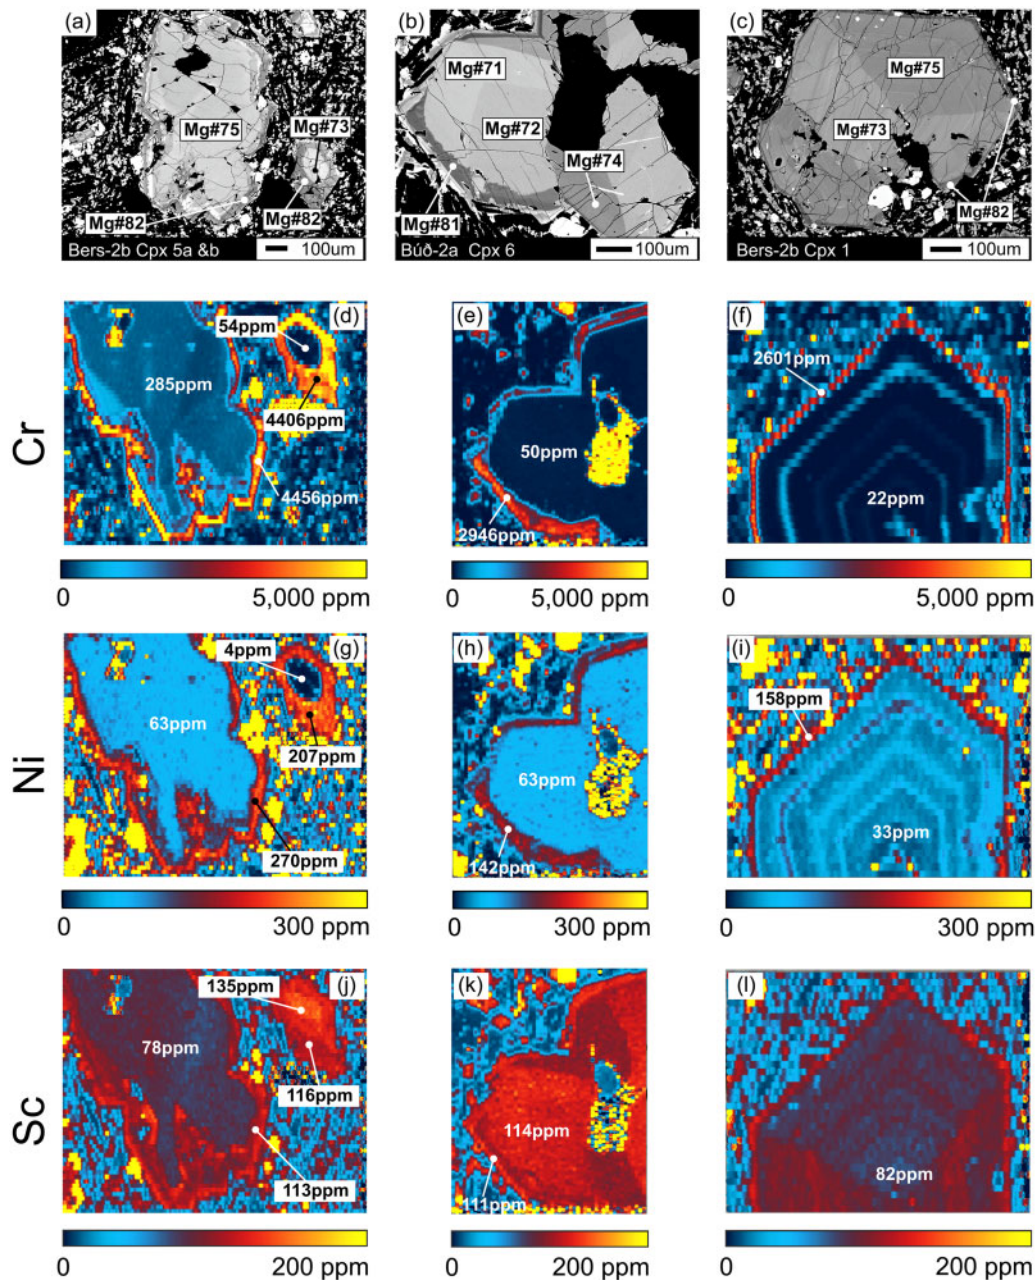 (a)
Mg#75
Mg#73
Mg#82
Mg#82
Bers-2b Cpx 5a &b
100um
(b)
Mg#71
Mg#72
Mg#74
Mg#81
Búð-2a Cpx 6
100um
(c)
Mg#75
Mg#73
Mg#82
Bers-2b Cpx 1
100um
Cr
(d)
54ppm
285ppm
4406ppm
4456ppm
0 5,000 ppm
(e)
50ppm
2946ppm
0 5,000 ppm
(f)
2601ppm
22ppm
0 5,000 ppm
Ni
(g)
4ppm
63ppm
207ppm
270ppm
0 300 ppm
(h)
63ppm
142ppm
0 300 ppm
(i)
158ppm
33ppm
0 300 ppm
Sc
(j)
135ppm
78ppm
116ppm
113ppm
0 200 ppm
(k)
114ppm
111ppm
0 200 ppm
(l)
82ppm
0 200 ppm